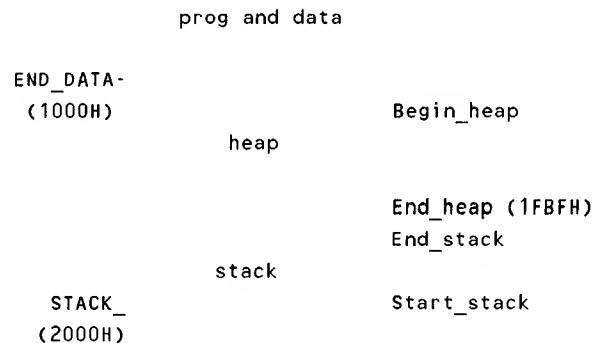 prog and data
END_DATA-
(1000H) Begin_heap
heap
End_heap (1FBFH)
End_stack
stack
STACK_ Start_stack
(2000H)